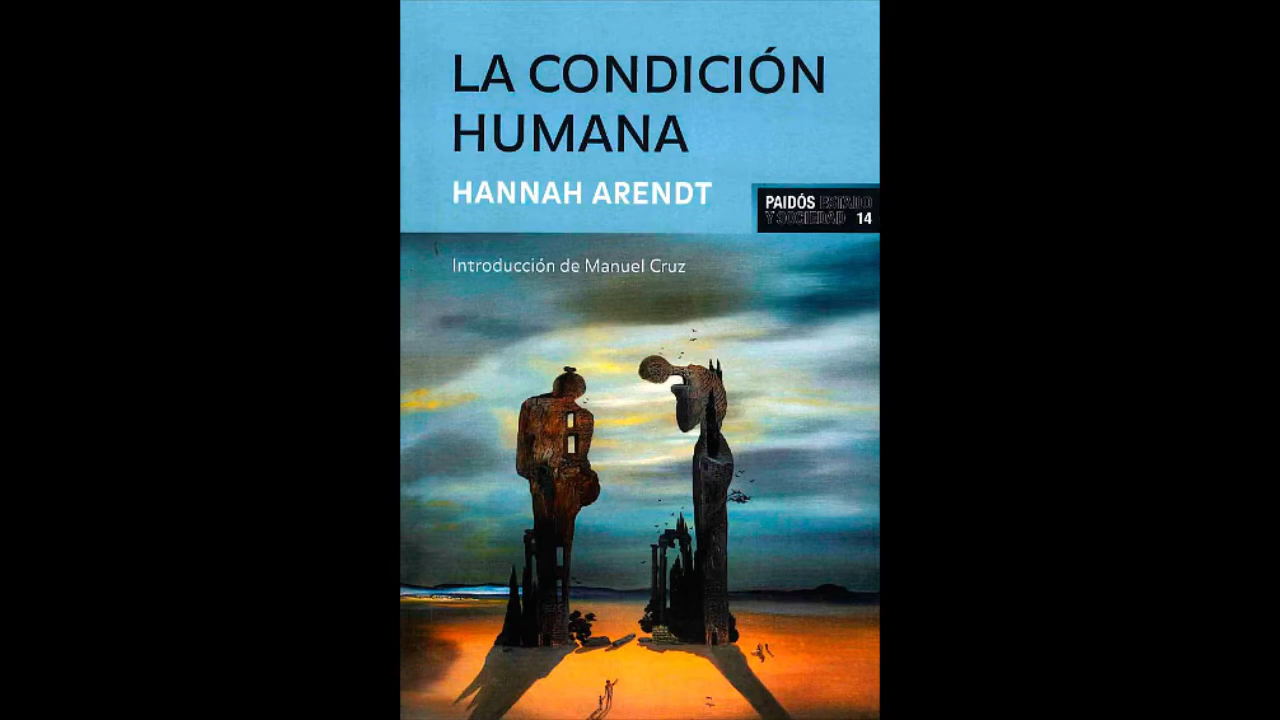 LA CONDICIÓN
HUMANA
HANNAH ARENDT
PAIDÓS ESTADO
Y SOCIEDAD 14
Introducción de Manuel Cruz